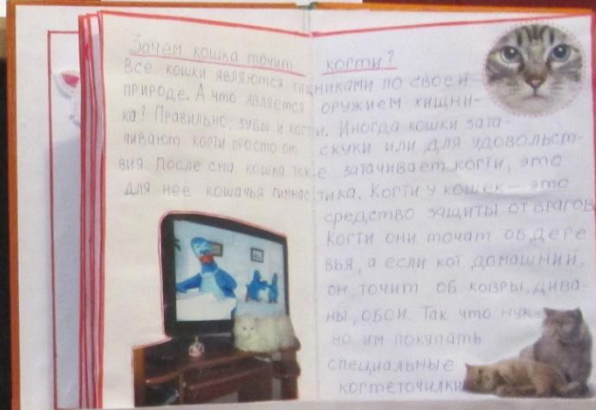 Зачем кошка точит когти?
Все кошки являются хищниками по своей
природе. А что является оружием хищни-
ка? Правильно, зубы и когти. Иногда кошки зата-
чивают когти просто от скуки или для удовольст-
вия. После сна кошка тоже затачивает когти, это
для неё кошачья гимнастика. Когти у кошек – это
средство защиты от врагов
Когти они точат об дере
вья, а если кот домашний,
он точит об ковры, дива-
ны, обои. Так что нуж-
но им покупать
специальные
когтеточилки